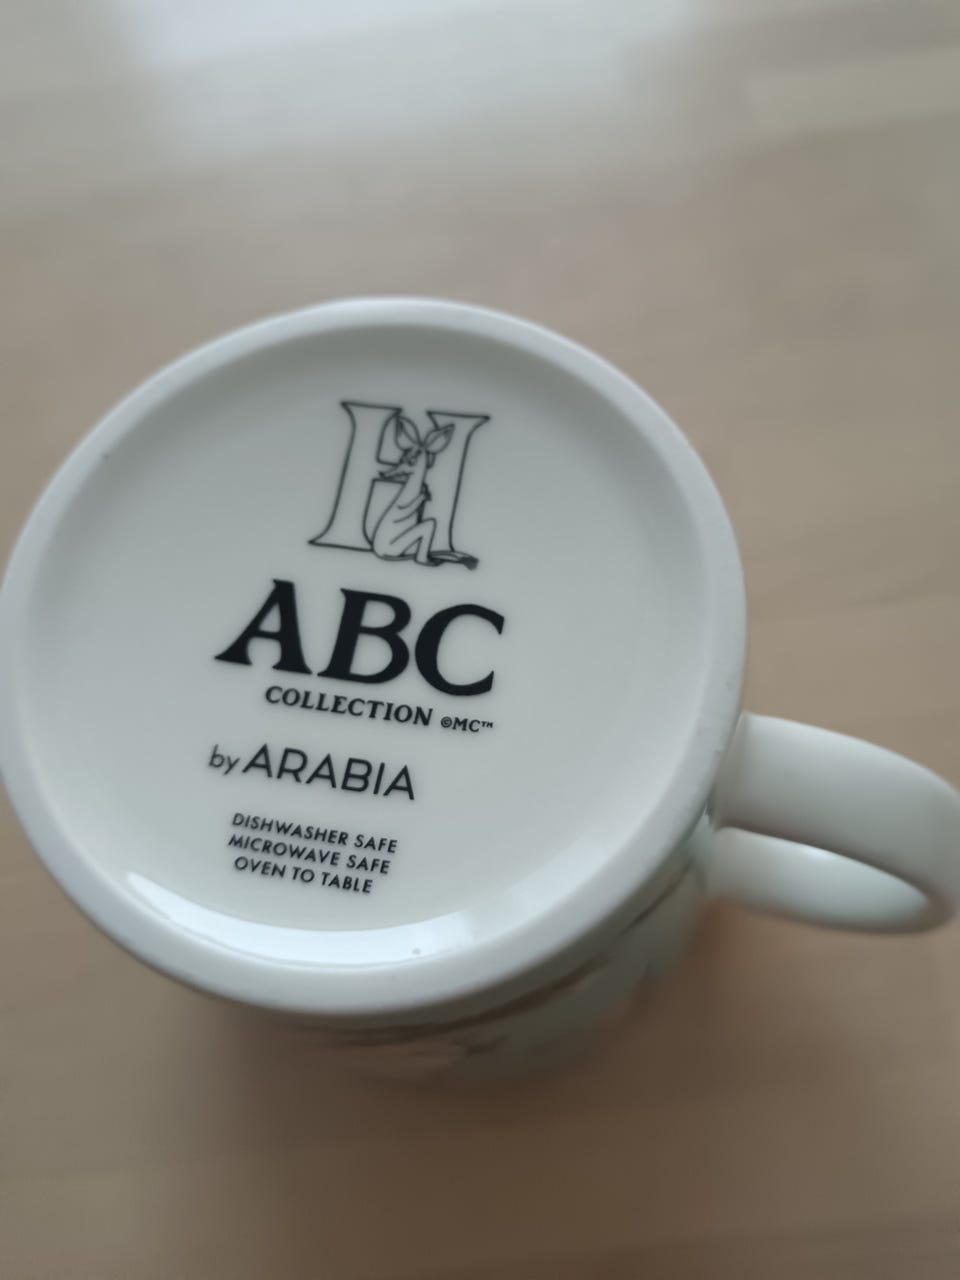 H
ABC
COLLECTION ©MC™
by ARABIA
DISHWASHER SAFE
MICROWAVE SAFE
OVEN TO TABLE